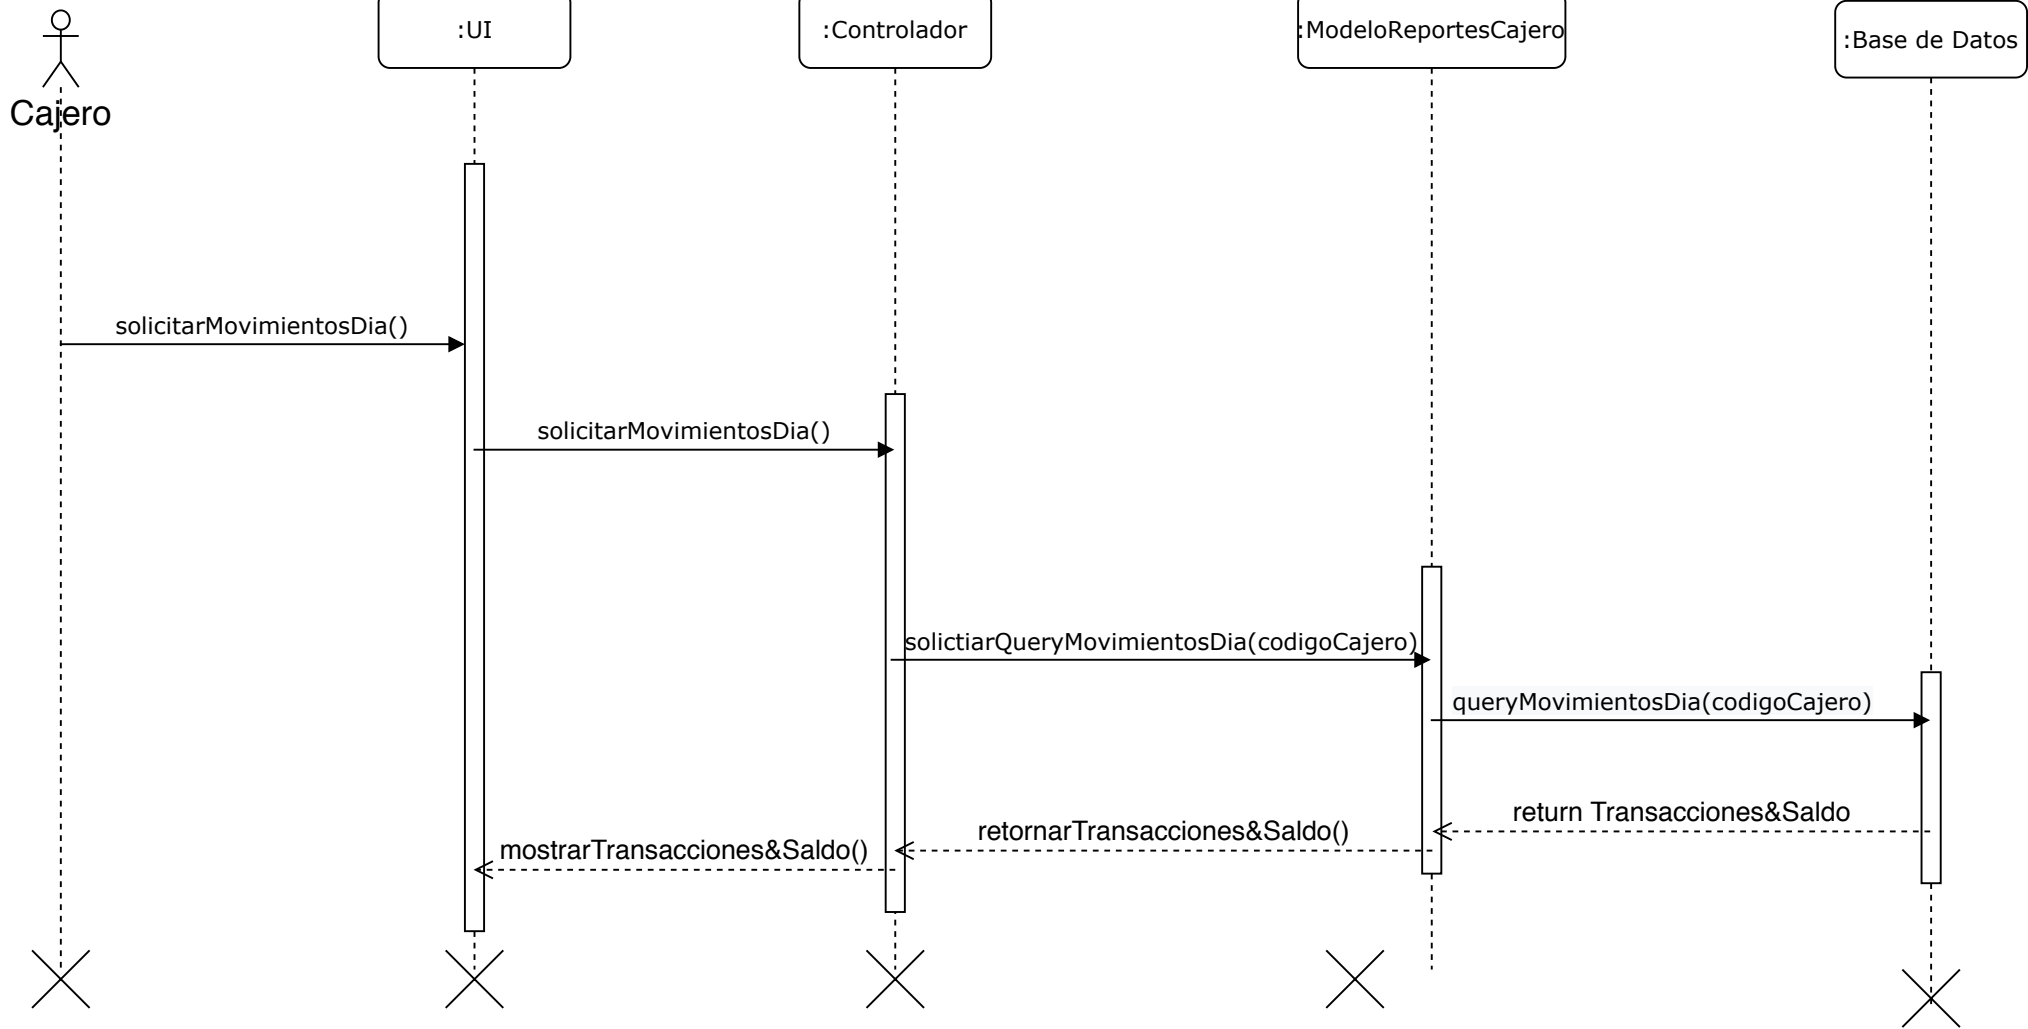 :UI
:Controlador
:ModeloReportesCajero
:Base de Datos
Cajero
solicitarMovimientosDia()
solicitarMovimientosDia()
solictiarQueryMovimientosDia(codigoCajero)
queryMovimientosDia(codigoCajero)
return Transacciones&Saldo
retornarTransacciones&Saldo()
mostrarTransacciones&Saldo()